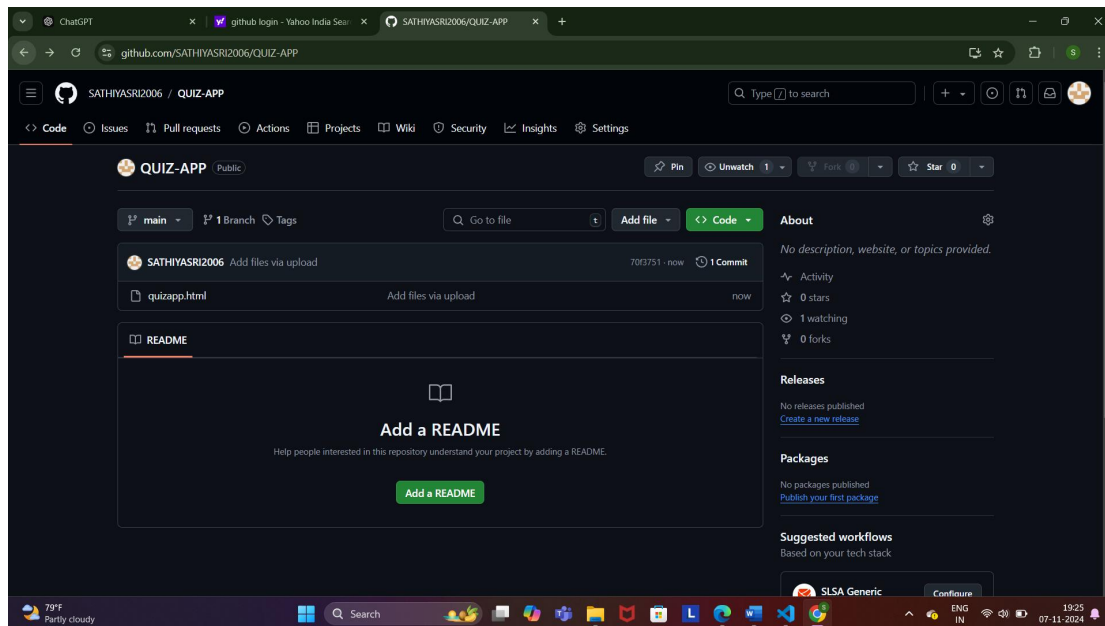 ChatGPT
github login - Yahoo India Sear
SATHIYASRI2006/QUIZ-APP
github.com/SATHIYASRI2006/QUIZ-APP
S
SATHIYASRI2006 / QUIZ-APP
Type / to search
Code Issues Pull requests Actions Projects Wiki Security Insights Settings
QUIZ-APP Public
Pin Unwatch 1 Fork 0 Star 0
main 1 Branch Tags Go to file t Add file <> Code
SATHIYASRI2006 Add files via upload 70f3751 · now 1 Commit
quizapp.html Add files via upload now
README
Add a README
Help people interested in this repository understand your project by adding a README.
Add a README
About
No description, website, or topics provided.
Activity
0 stars
1 watching
0 forks
Releases
No releases published
Create a new release
Packages
No packages published
Publish your first package
Suggested workflows
Based on your tech stack
SLSA Generic Configure
79°F
Partly cloudy
Search
L
W
ENG
IN
19:25
07-11-2024